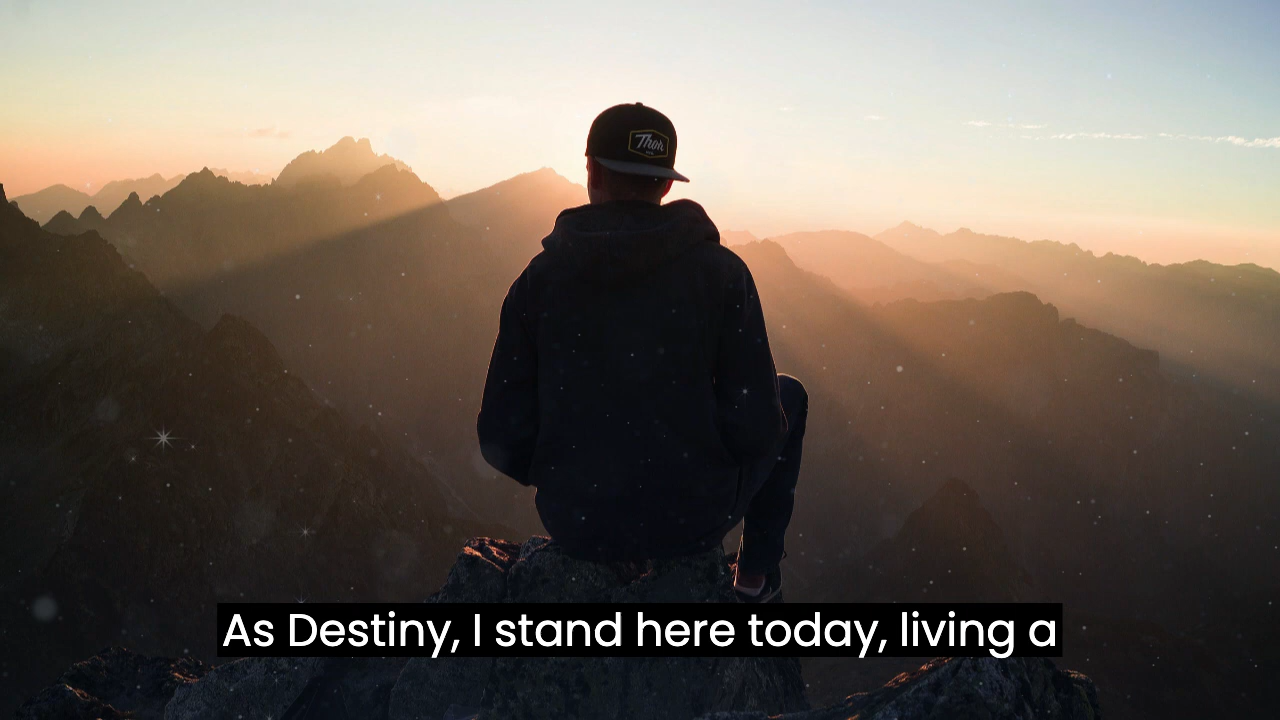 Thor
As Destiny, I stand here today, living a